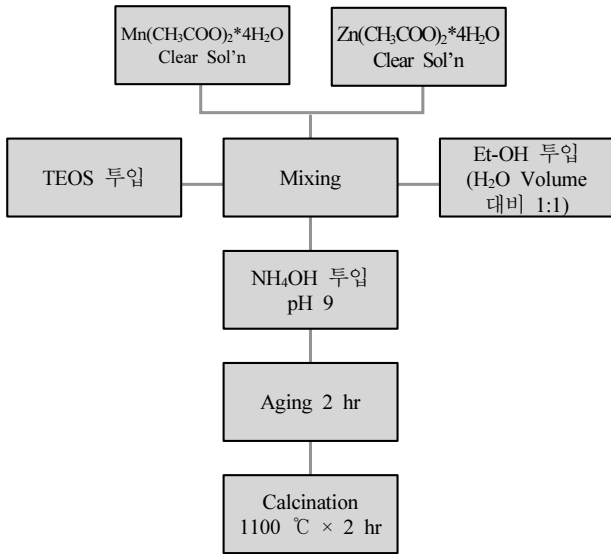 Mn(CH₃COO)₂*4H₂O
Clear Sol'n
Zn(CH₃COO)₂*4H₂O
Clear Sol'n
TEOS 투입
Mixing
Et-OH 투입
(H₂O Volume
대비 1:1)
NH₄OH 투입
pH 9
Aging 2 hr
Calcination
1100 ℃ × 2 hr